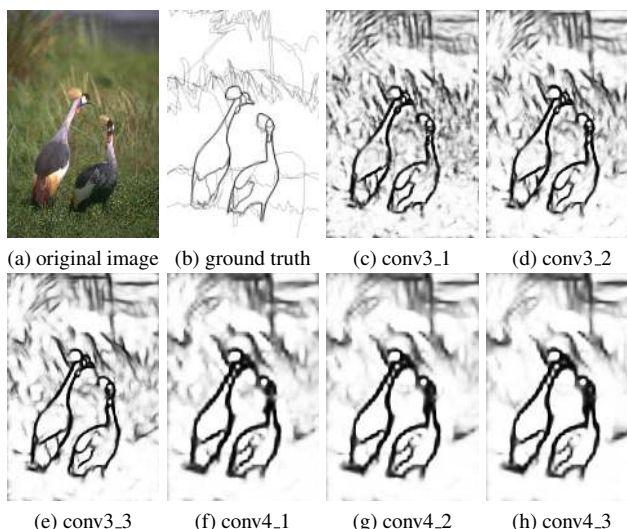 (a) original image (b) ground truth (c) conv3_1 (d) conv3_2
(e) conv3_3 (f) conv4_1 (g) conv4_2 (h) conv4_3